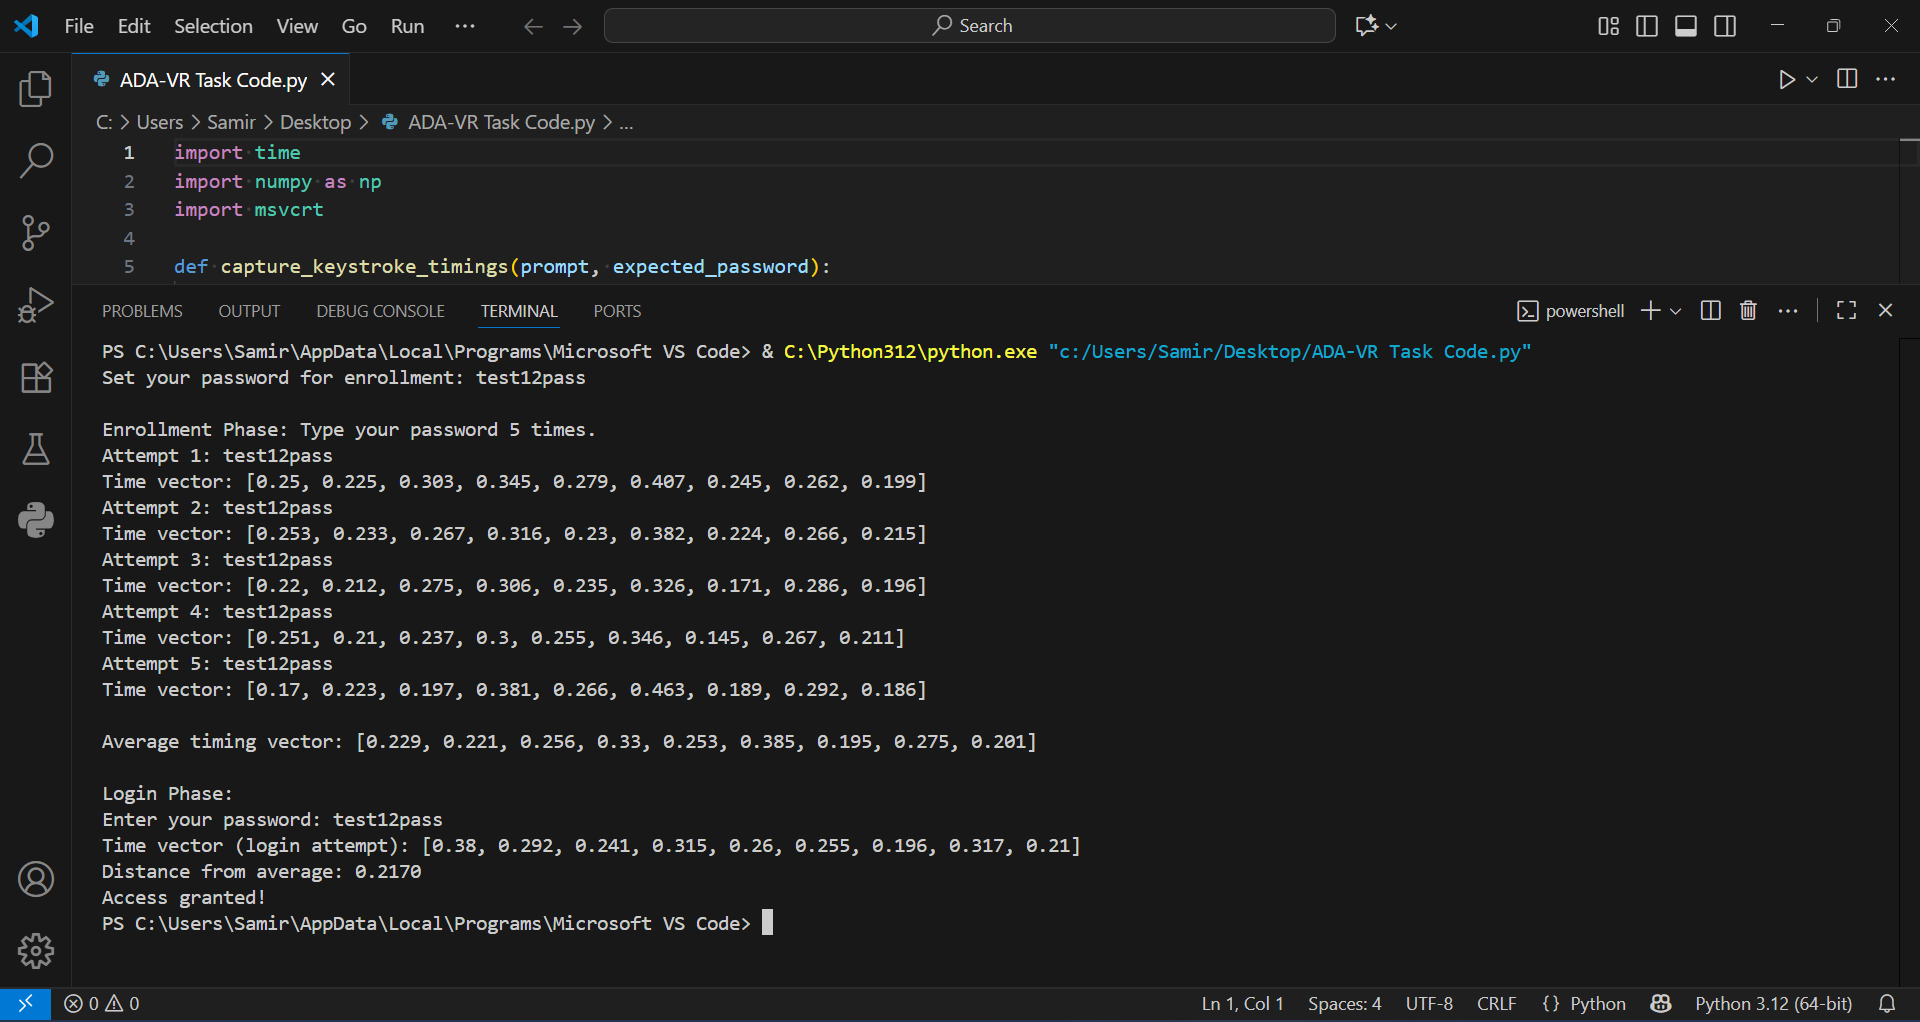 File Edit Selection View Go Run ··· Search
ADA-VR Task Code.py
C: > Users > Samir > Desktop > ADA-VR Task Code.py > ...
1 import time
2 import numpy as np
3 import msvcrt
4
5 def capture_keystroke_timings(prompt, expected_password):
PROBLEMS OUTPUT DEBUG CONSOLE TERMINAL PORTS powershell
PS C:\Users\Samir\AppData\Local\Programs\Microsoft VS Code> & C:\Python312\python.exe "c:/Users/Samir/Desktop/ADA-VR Task Code.py"
Set your password for enrollment: test12pass
Enrollment Phase: Type your password 5 times.
Attempt 1: test12pass
Time vector: [0.25, 0.225, 0.303, 0.345, 0.279, 0.407, 0.245, 0.262, 0.199]
Attempt 2: test12pass
Time vector: [0.253, 0.233, 0.267, 0.316, 0.23, 0.382, 0.224, 0.266, 0.215]
Attempt 3: test12pass
Time vector: [0.22, 0.212, 0.275, 0.306, 0.235, 0.326, 0.171, 0.286, 0.196]
Attempt 4: test12pass
Time vector: [0.251, 0.21, 0.237, 0.3, 0.255, 0.346, 0.145, 0.267, 0.211]
Attempt 5: test12pass
Time vector: [0.17, 0.223, 0.197, 0.381, 0.266, 0.463, 0.189, 0.292, 0.186]
Average timing vector: [0.229, 0.221, 0.256, 0.33, 0.253, 0.385, 0.195, 0.275, 0.201]
Login Phase:
Enter your password: test12pass
Time vector (login attempt): [0.38, 0.292, 0.241, 0.315, 0.26, 0.255, 0.196, 0.317, 0.21]
Distance from average: 0.2170
Access granted!
PS C:\Users\Samir\AppData\Local\Programs\Microsoft VS Code>
0 0 Ln 1, Col 1 Spaces: 4 UTF-8 CRLF {} Python Python 3.12 (64-bit)